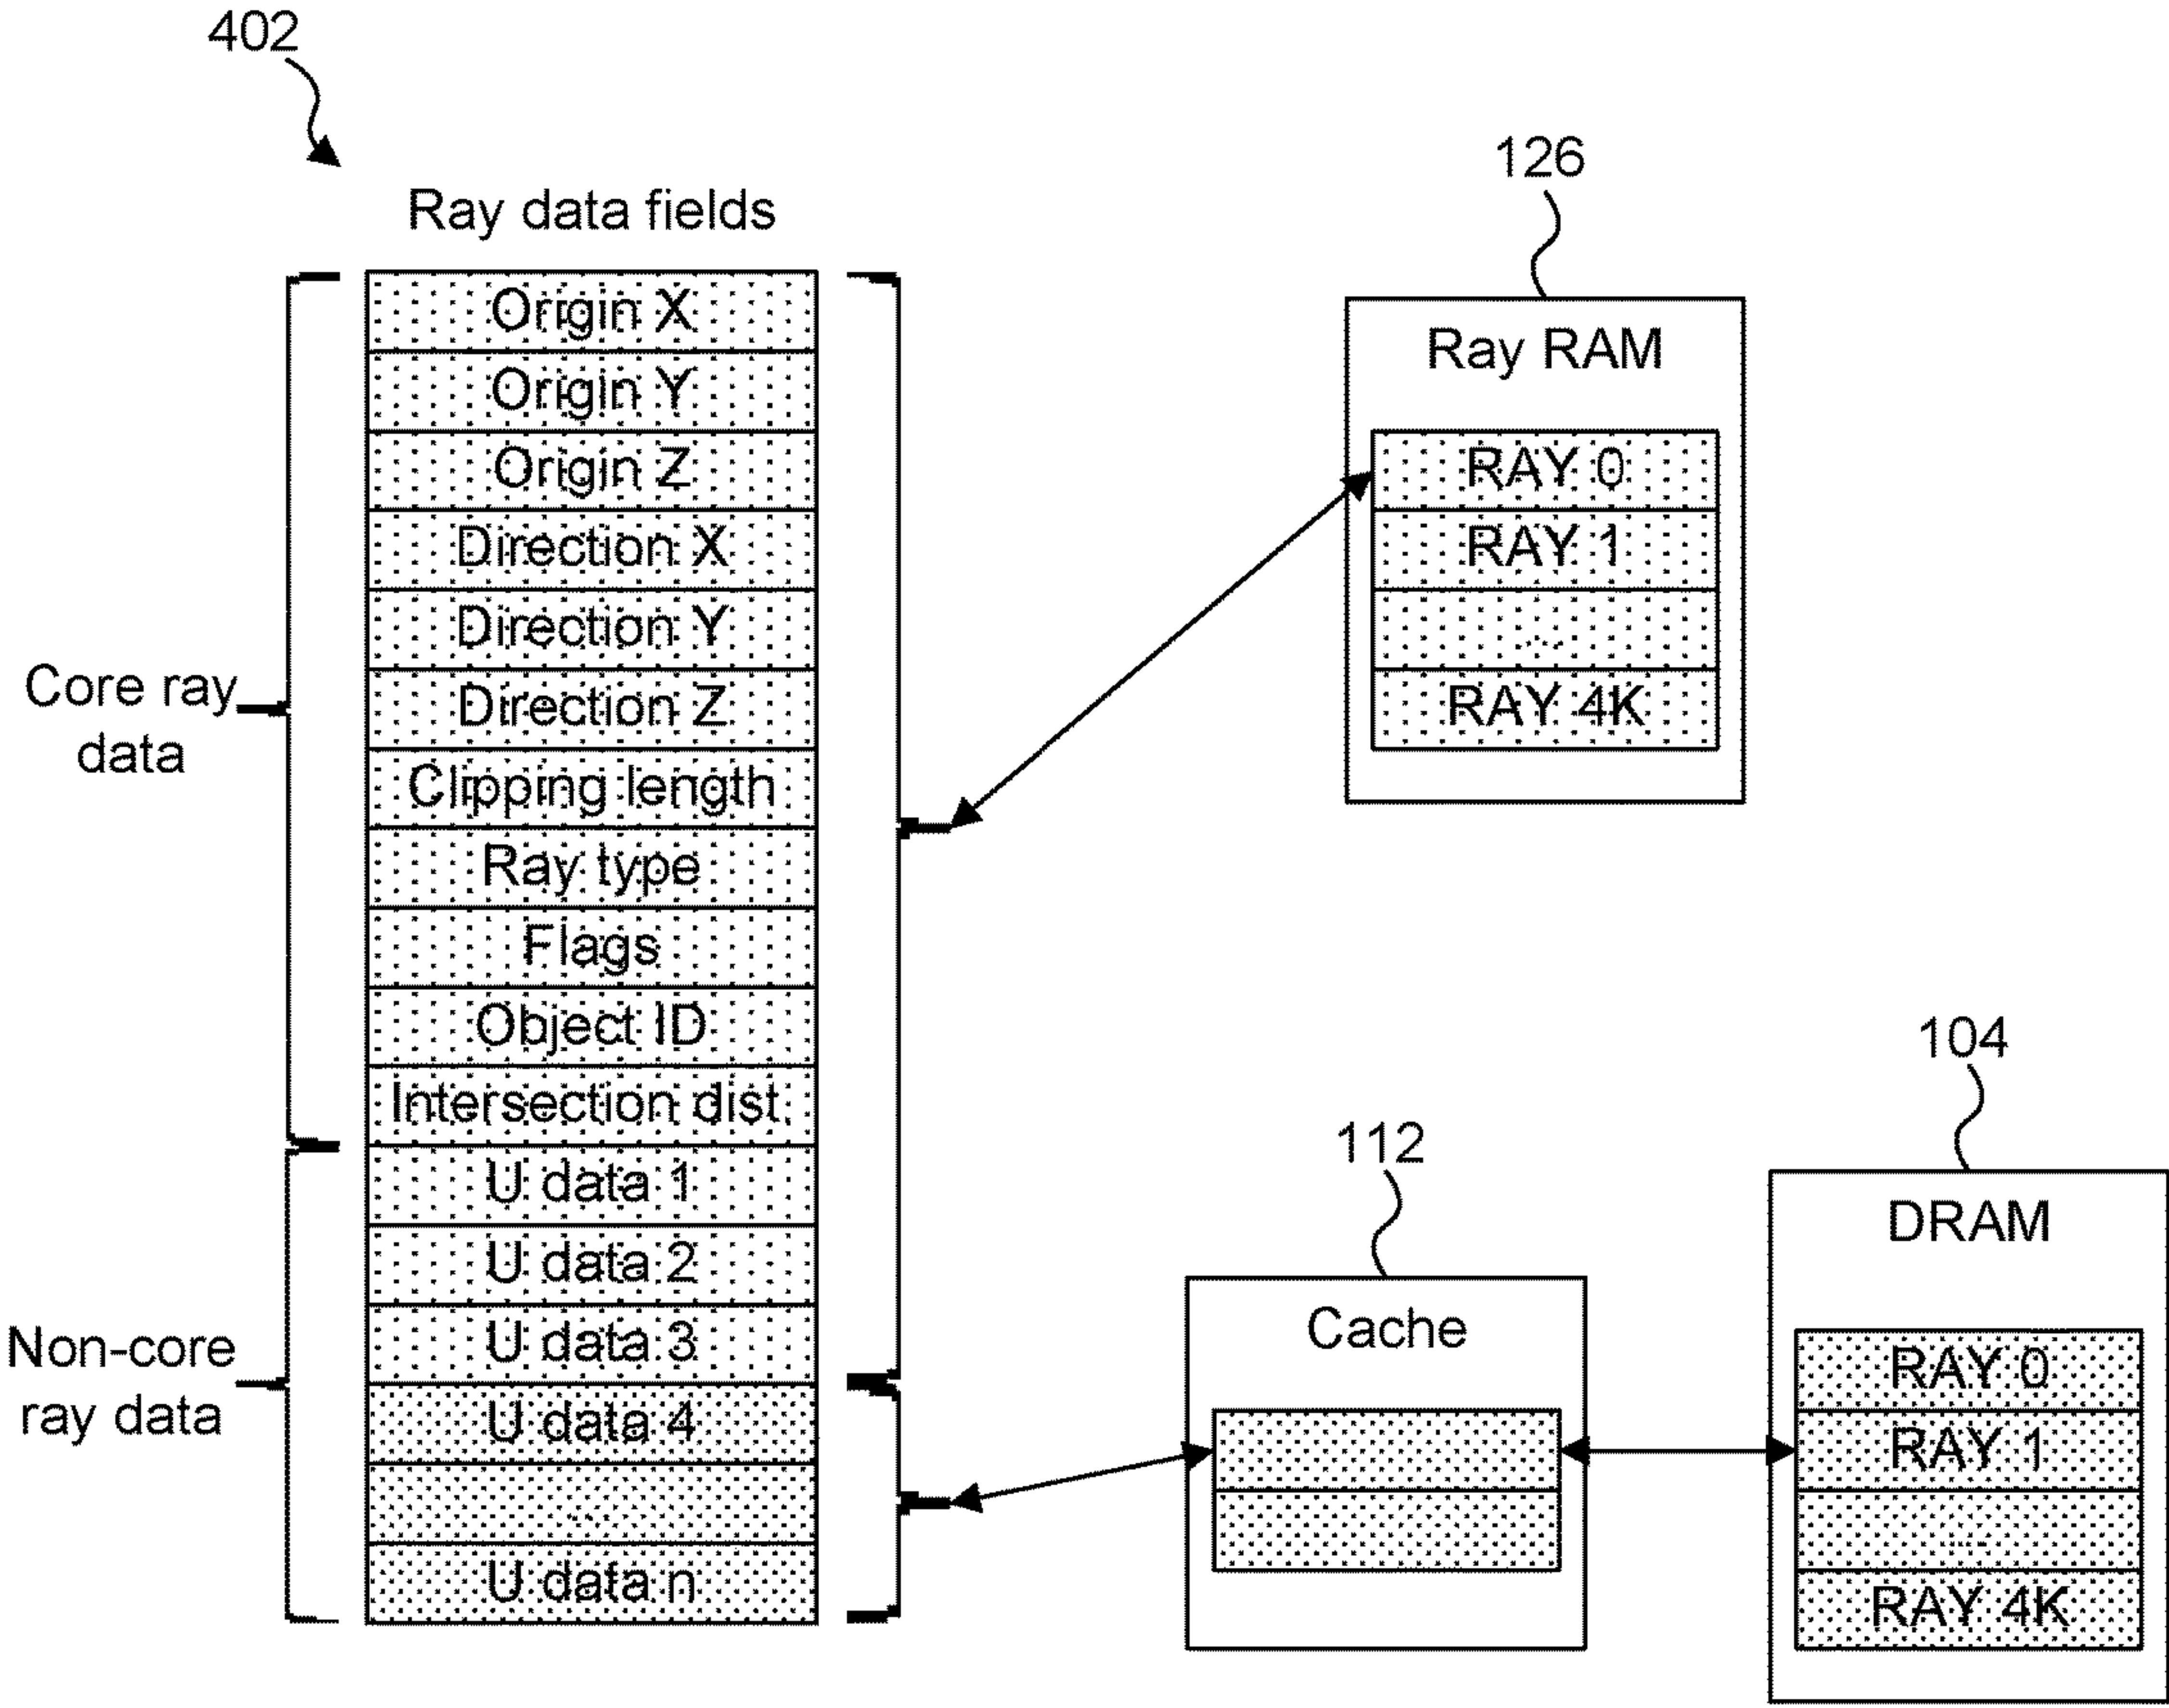 402
Ray data fields
Origin X
Origin Y
Origin Z
Direction X
Direction Y
Direction Z
Clipping length
Ray type
Flags
Object ID
Intersection dist.
U data 1
U data 2
U data 3
U data 4
...
U data n
Core ray
data
Non-core
ray data
126
Ray RAM
RAY 0
RAY 1
...
RAY 4K
112
Cache
104
DRAM
RAY 0
RAY 1
...
RAY 4K